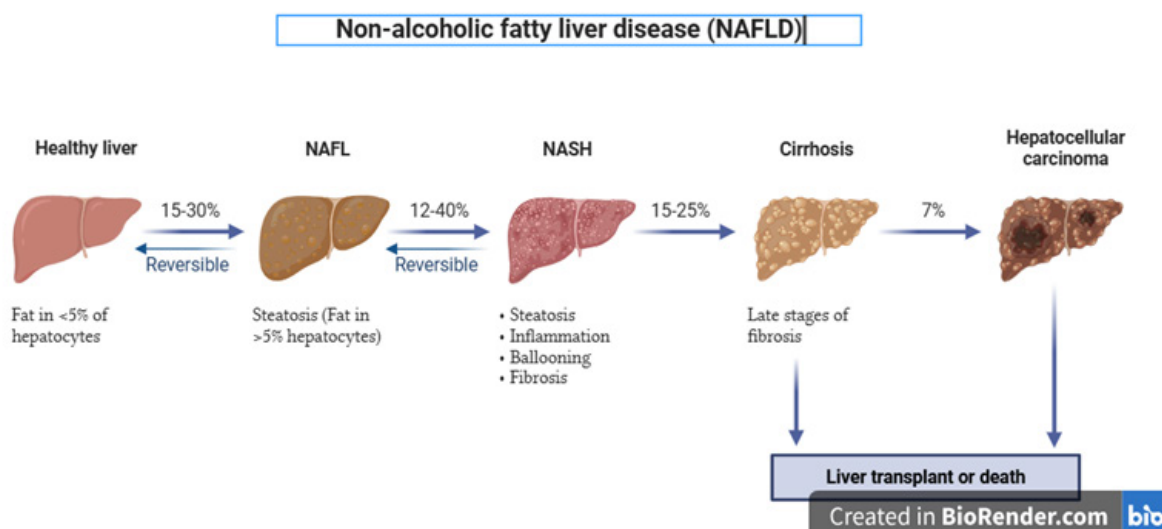 Non-alcoholic fatty liver disease (NAFLD)
Healthy liver
NAFL
NASH
Cirrhosis
Hepatocellular
carcinoma
15-30%
Reversible
12-40%
Reversible
15-25%
7%
Fat in <5% of
hepatocytes
Steatosis (Fat in
>5% hepatocytes)
• Steatosis
• Inflammation
• Ballooning
• Fibrosis
Late stages of
fibrosis
Liver transplant or death
Created in BioRender.com
bio